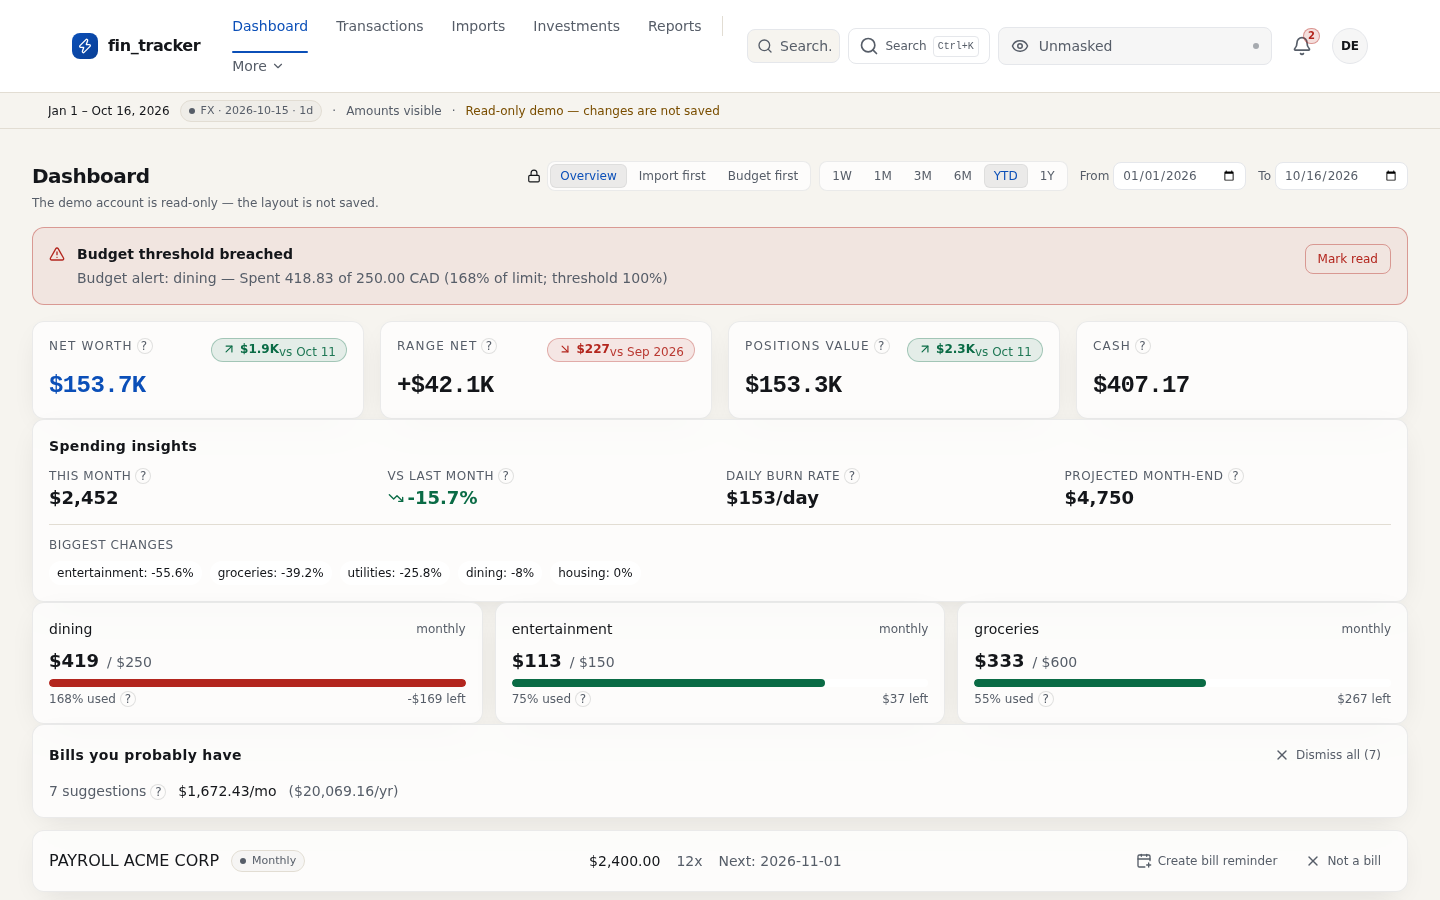 fin_tracker
Dashboard Transactions Imports Investments Reports
More
Search.
Search Ctrl+K
Unmasked
2
DE
Jan 1 – Oct 16, 2026 FX · 2026-10-15 · 1d · Amounts visible · Read-only demo — changes are not saved
Dashboard
Overview Import first Budget first 1W 1M 3M 6M YTD 1Y From 01/01/2026 To 10/16/2026
The demo account is read-only — the layout is not saved.
Budget threshold breached
Budget alert: dining — Spent 418.83 of 250.00 CAD (168% of limit; threshold 100%)
Mark read
NET WORTH ? $1.9K vs Oct 11
$153.7K
RANGE NET ? $227 vs Sep 2026
+$42.1K
POSITIONS VALUE ? $2.3K vs Oct 11
$153.3K
CASH ?
$407.17
Spending insights
THIS MONTH ? VS LAST MONTH ? DAILY BURN RATE ? PROJECTED MONTH-END ?
$2,452 -15.7% $153/day $4,750
BIGGEST CHANGES
entertainment: -55.6% groceries: -39.2% utilities: -25.8% dining: -8% housing: 0%
dining monthly
$419 / $250
168% used ? -$169 left
entertainment monthly
$113 / $150
75% used ? $37 left
groceries monthly
$333 / $600
55% used ? $267 left
Bills you probably have Dismiss all (7)
7 suggestions ? $1,672.43/mo ($20,069.16/yr)
PAYROLL ACME CORP Monthly $2,400.00 12x Next: 2026-11-01 Create bill reminder Not a bill